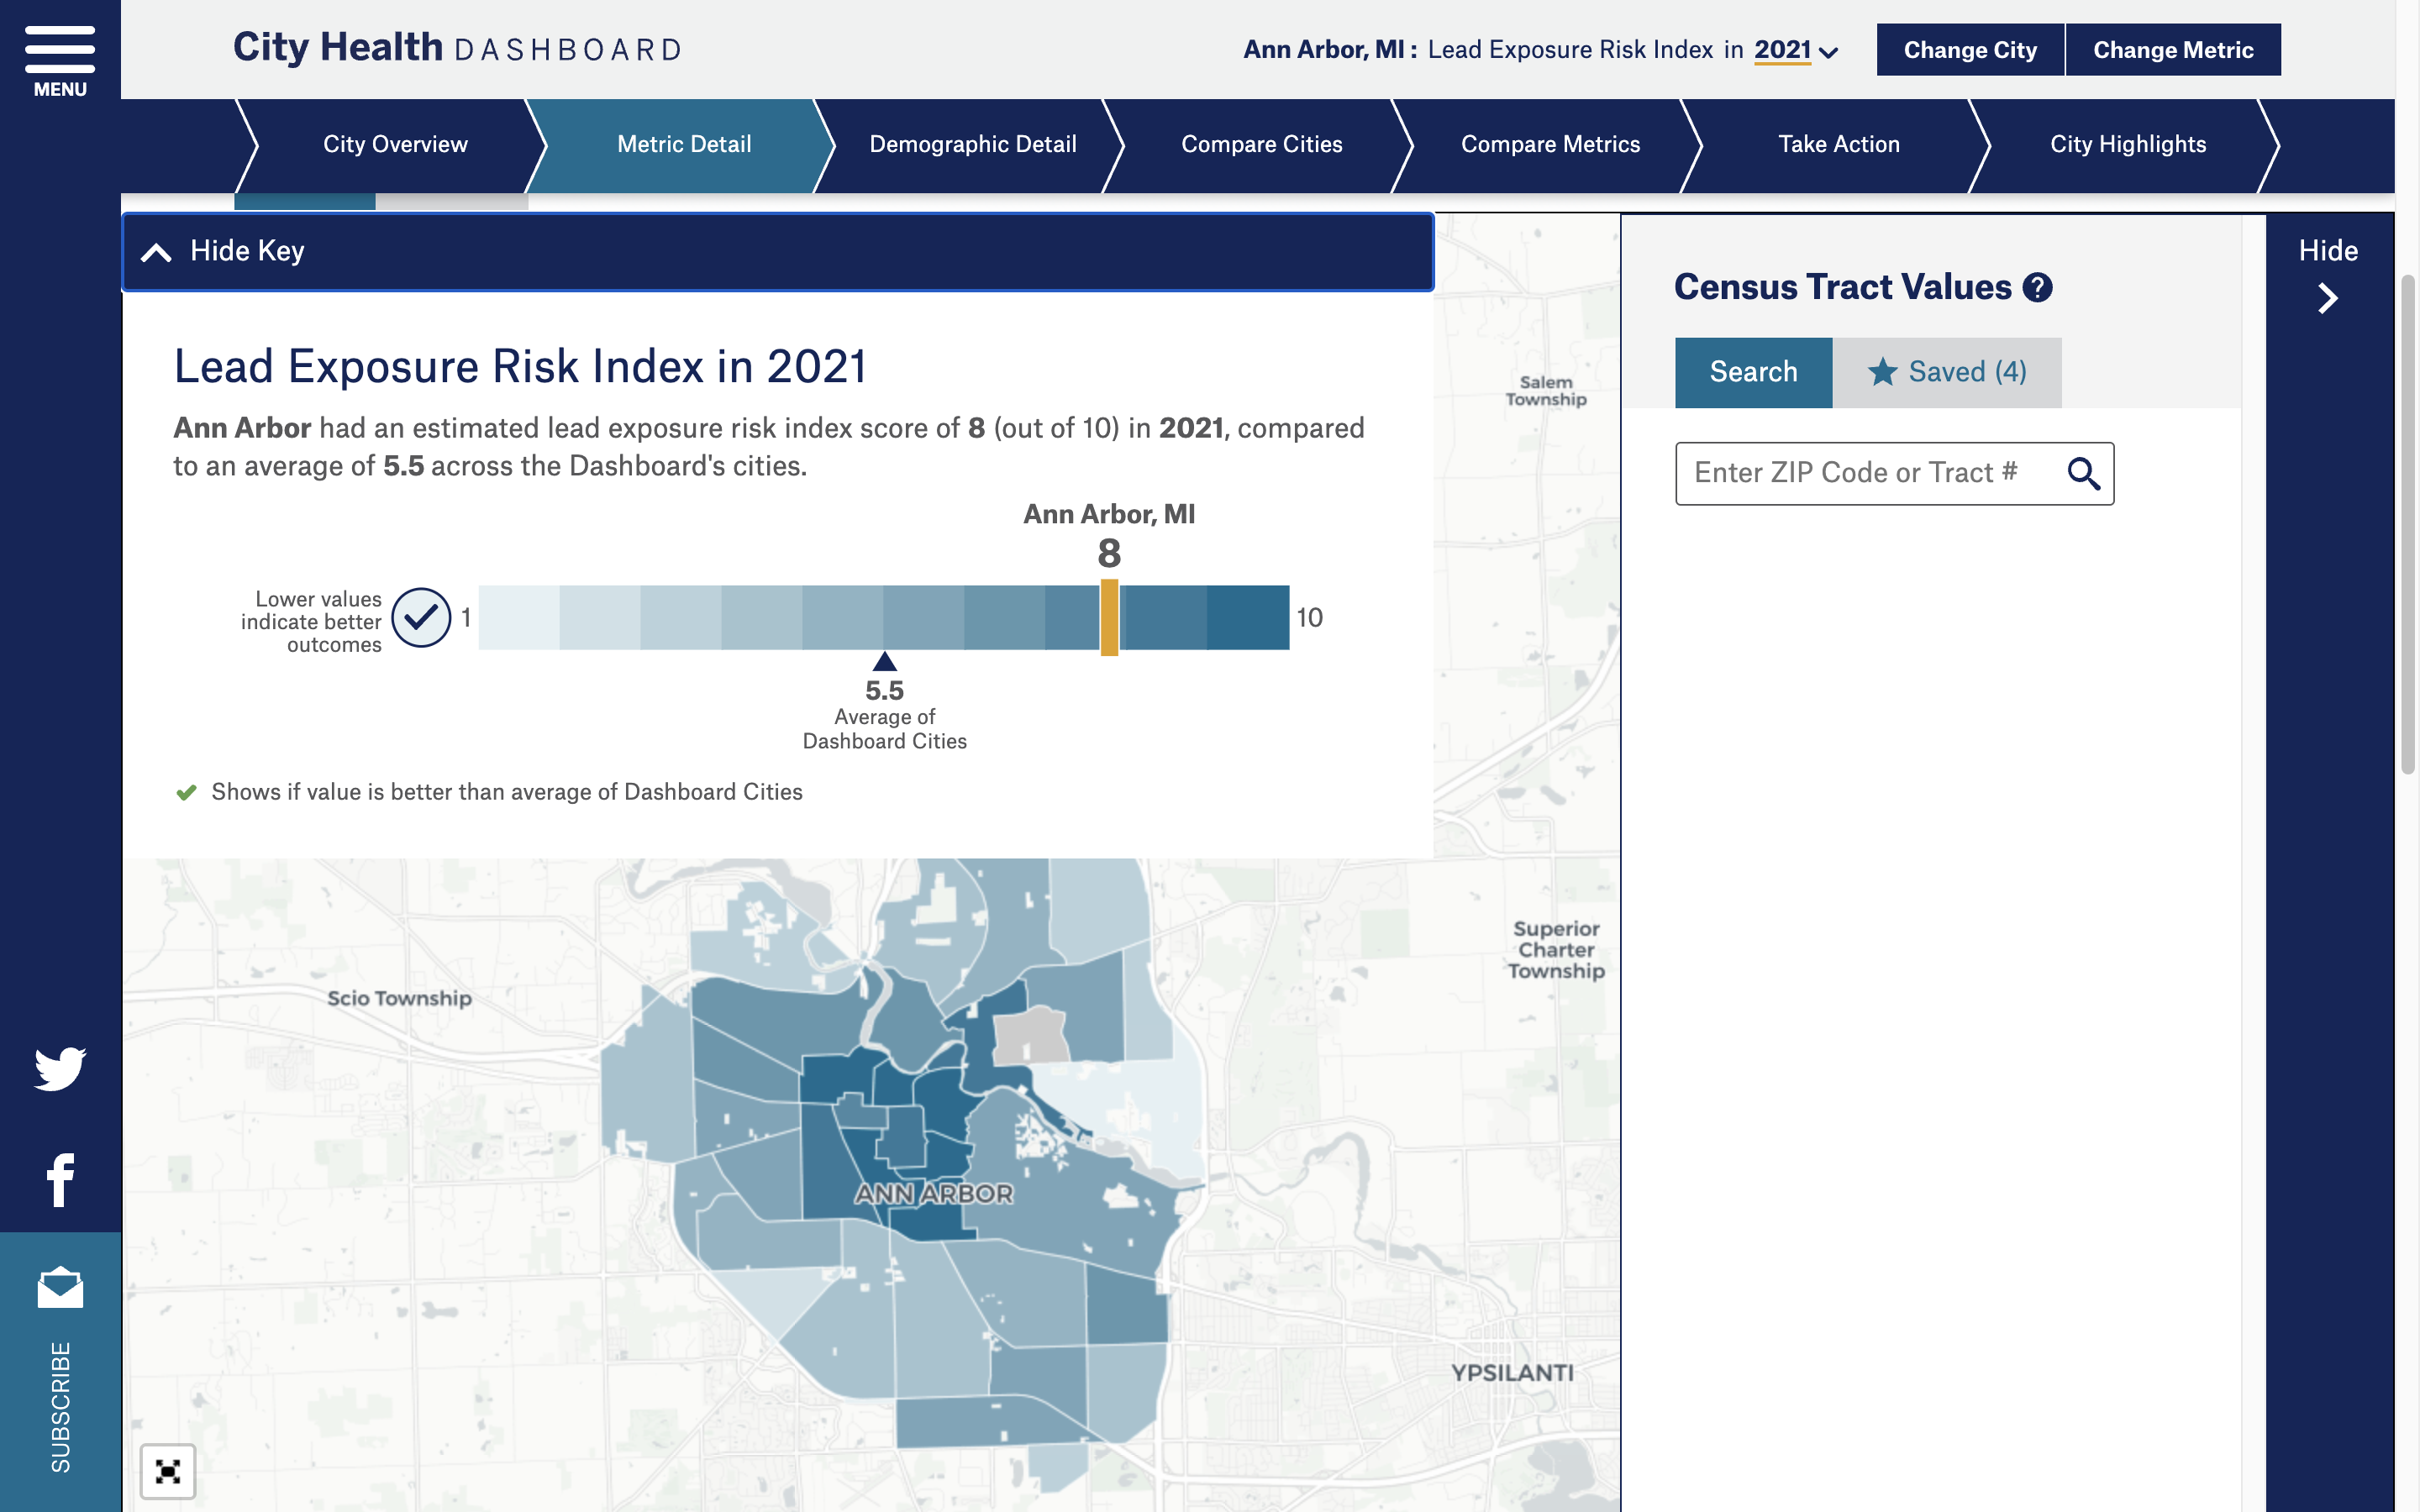 MENU
City Health DASHBOARD
Ann Arbor, MI : Lead Exposure Risk Index in 2021
Change City
Change Metric
City Overview
Metric Detail
Demographic Detail
Compare Cities
Compare Metrics
Take Action
City Highlights
Hide Key
Lead Exposure Risk Index in 2021
Ann Arbor had an estimated lead exposure risk index score of 8 (out of 10) in 2021, compared
to an average of 5.5 across the Dashboard's cities.
Ann Arbor, MI
8
Lower values
indicate better
outcomes
1
10
5.5
Average of
Dashboard Cities
Shows if value is better than average of Dashboard Cities
Salem
Township
Superior
Charter
Township
Scio Township
ANN ARBOR
YPSILANTI
Census Tract Values ?
Search
Saved (4)
Enter ZIP Code or Tract #
Hide
SUBSCRIBE